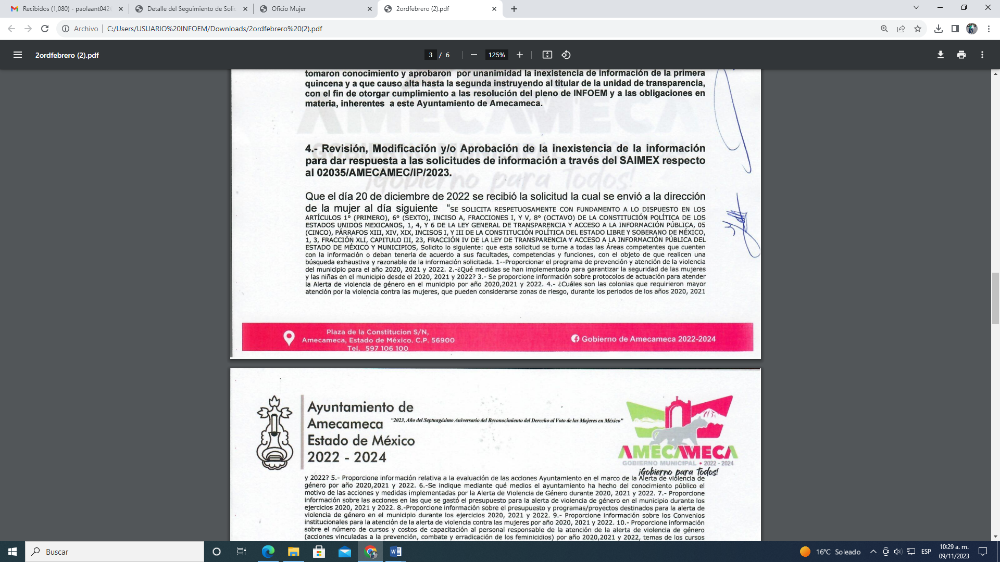 Recibidos (1,080) - paolaant042
Detalle del Seguimiento de Solic
Oficio Mujer
2ordfebrero (2).pdf
Archivo
C:/Users/USUARIO%20INFOEM/Downloads/2ordfebrero%20(2).pdf
2ordfebrero (2).pdf
3 / 6
125%
tomaron conocimiento y aprobaron por unanimidad la inexistencia de información de la primera
quincena y a que causo alta hasta la segunda instruyendo al titular de la unidad de transparencia,
con el fin de otorgar cumplimiento a las resolución del pleno de INFOEM y a las obligaciones en
materia, inherentes a este Ayuntamiento de Amecameca.
AMECAMECA
GOBIERNO MUNICIPAL 2022 - 2024
¡Gobierno para Todos!
4.- Revisión, Modificación y/o Aprobación de la inexistencia de la información
para dar respuesta a las solicitudes de información a través del SAIMEX respecto
al 02035/AMECAMEC/IP/2023.
Que el día 20 de diciembre de 2022 se recibió la solicitud la cual se envió a la dirección
de la mujer al día siguiente “SE SOLICITA RESPETUOSAMENTE CON FUNDAMENTO A LO DISPUESTO EN LOS
ARTÍCULOS 1º (PRIMERO), 6º (SEXTO), INCISO A, FRACCIONES I, Y V, 8º (OCTAVO) DE LA CONSTITUCIÓN POLÍTICA DE LOS
ESTADOS UNIDOS MEXICANOS, 1, 4, Y 6 DE LA LEY GENERAL DE TRANSPARENCIA Y ACCESO A LA INFORMACIÓN PÚBLICA, 05
(CINCO), PÁRRAFOS XIII, XIV, XIX, INCISOS I, Y III DE LA CONSTITUCIÓN POLÍTICA DEL ESTADO LIBRE Y SOBERANO DE MÉXICO,
1, 3, FRACCIÓN XLI, CAPITULO III, 23, FRACCIÓN IV DE LA LEY DE TRANSPARENCIA Y ACCESO A LA INFORMACIÓN PÚBLICA DEL
ESTADO DE MÉXICO Y MUNICIPIOS, Solicito lo siguiente: que esta solicitud se turne a todas las Áreas competentes que cuenten
con la información o deban tenerla de acuerdo a sus facultades, competencias y funciones, con el objeto de que realicen una
búsqueda exhaustiva y razonable de la información solicitada. 1--Proporcionar el programa de prevención y atención de la violencia
del municipio para el año 2020, 2021 y 2022. 2.-¿Qué medidas se han implementado para garantizar la seguridad de las mujeres
y las niñas en el municipio desde el 2020, 2021 y 2022? 3.- Se proporcione información sobre protocolos de actuación para atender
la Alerta de violencia de género en el municipio por año 2020,2021 y 2022. 4.- ¿Cuáles son las colonias que requirieron mayor
atención por la violencia contra las mujeres, que pueden considerarse zonas de riesgo, durante los periodos de los años 2020, 2021
Plaza de la Constitucion S/N,
Amecameca, Estado de México. C.P. 56900
Tel. 597 106 100
Gobierno de Amecameca 2022-2024
Ayuntamiento de
Amecameca
Estado de México
2022 - 2024
“2023, Año del Septuagésimo Aniversario del Reconocimiento del Derecho al Voto de las Mujeres en México”
AMECAMECA
GOBIERNO MUNICIPAL • 2022 - 2024
¡Gobierno para Todos!
y 2022? 5.- Proporcione información relativa a la evaluación de las acciones Ayuntamiento en el marco de la Alerta de violencia de
género por año 2020,2021 y 2022. 6.-Se indique mediante qué medios el ayuntamiento ha hecho del conocimiento público el
motivo de las acciones y medidas implementadas por la Alerta de Violencia de Género durante 2020, 2021 y 2022. 7.- Proporcione
información sobre las acciones en las que se gastó el presupuesto para la alerta de violencia de género en el municipio durante los
ejercicios 2020, 2021 y 2022. 8.-Proporcione información sobre el presupuesto y programas/proyectos destinados para la alerta de
violencia de género en el municipio durante los ejercicios 2020, 2021 y 2022. 9.- Proporcione información sobre los Convenios
institucionales para la atención de la alerta de violencia contra las mujeres por año 2020, 2021 y 2022. 10.- Proporcione información
sobre el número de cursos y costos de capacitación al personal responsable de la atención de la alerta de violencia de género
(acciones vinculadas a la prevención, combate y erradicación de los feminicidios) por año 2020,2021 y 2022, temas de los cursos
Buscar
16°C Soleado
ESP
10:29 a. m.
09/11/2023